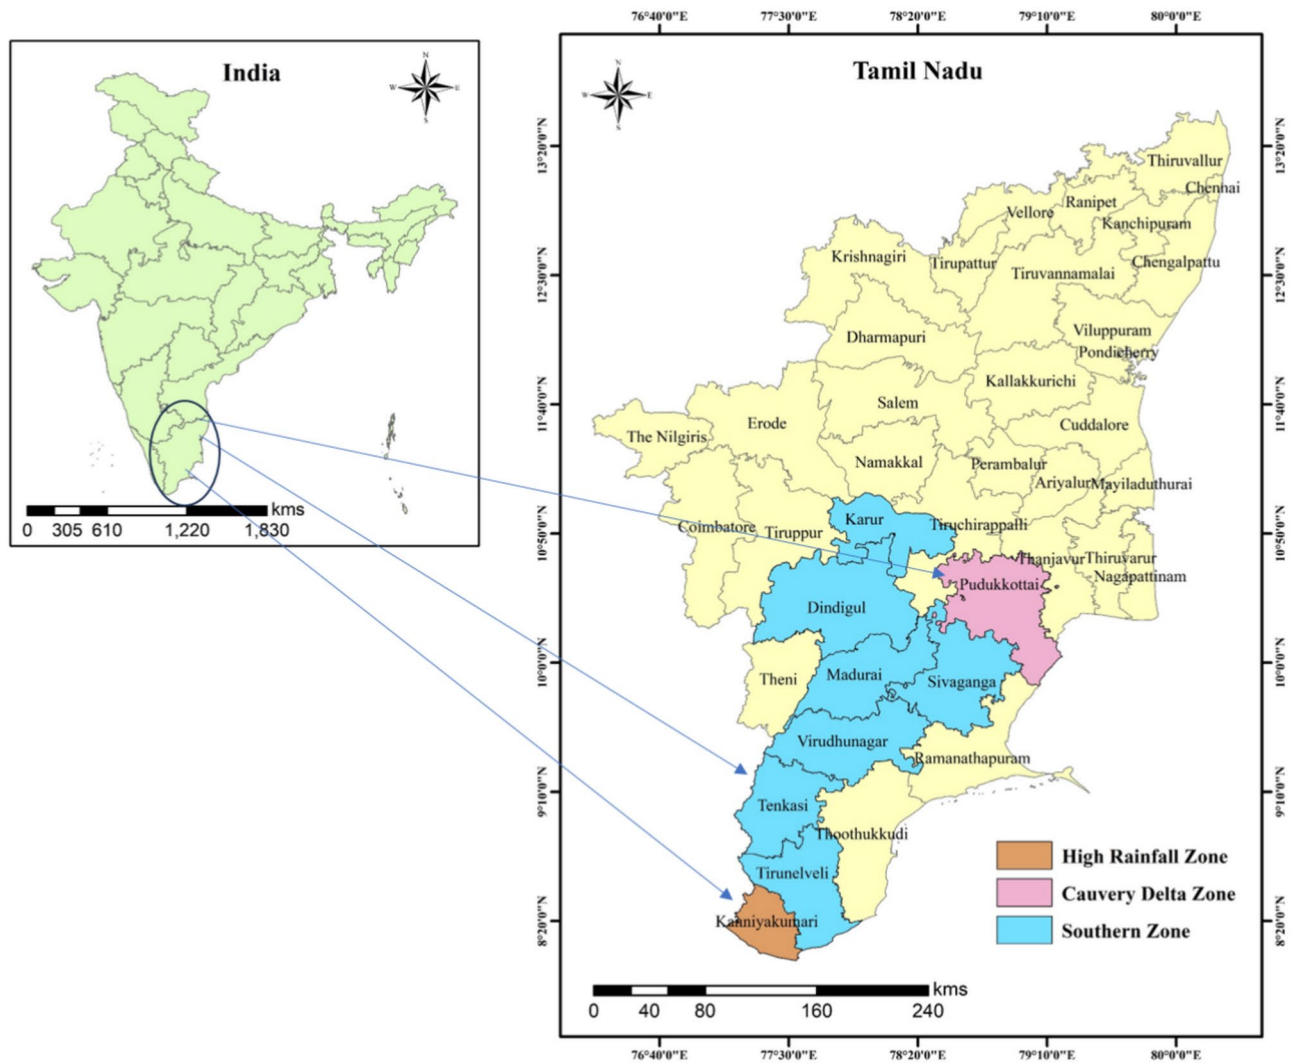 76°40'0"E 77°30'0"E 78°20'0"E 79°10'0"E 80°0'0"E
India
N
W E
S
0 305 610 1,220 1,830 kms
Tamil Nadu
N
W E
S
13°20'0"N
12°30'0"N
11°40'0"N
10°50'0"N
10°0'0"N
9°10'0"N
8°20'0"N
Thiruvallur
Chennai
Ranipet
Vellore
Kanchipuram
Krishnagiri
Tirupattur
Chengalpattu
Tiruvannamalai
Dharmapuri
Viluppuram
Pondicherry
Kallakkurichi
Salem
Erode
Cuddalore
The Nilgiris
Namakkal
Perambalur
Ariyalur
Mayiladuthurai
Karur
Tiruchirappalli
Coimbatore
Tiruppur
Thanjavur
Thiruvarur
Nagapattinam
Pudukkottai
Dindigul
Theni
Madurai
Sivaganga
Virudhunagar
Ramanathapuram
Tenkasi
Thoothukkudi
Tirunelveli
Kanniyakumari
High Rainfall Zone
Cauvery Delta Zone
Southern Zone
0 40 80 160 240 kms
76°40'0"E 77°30'0"E 78°20'0"E 79°10'0"E 80°0'0"E